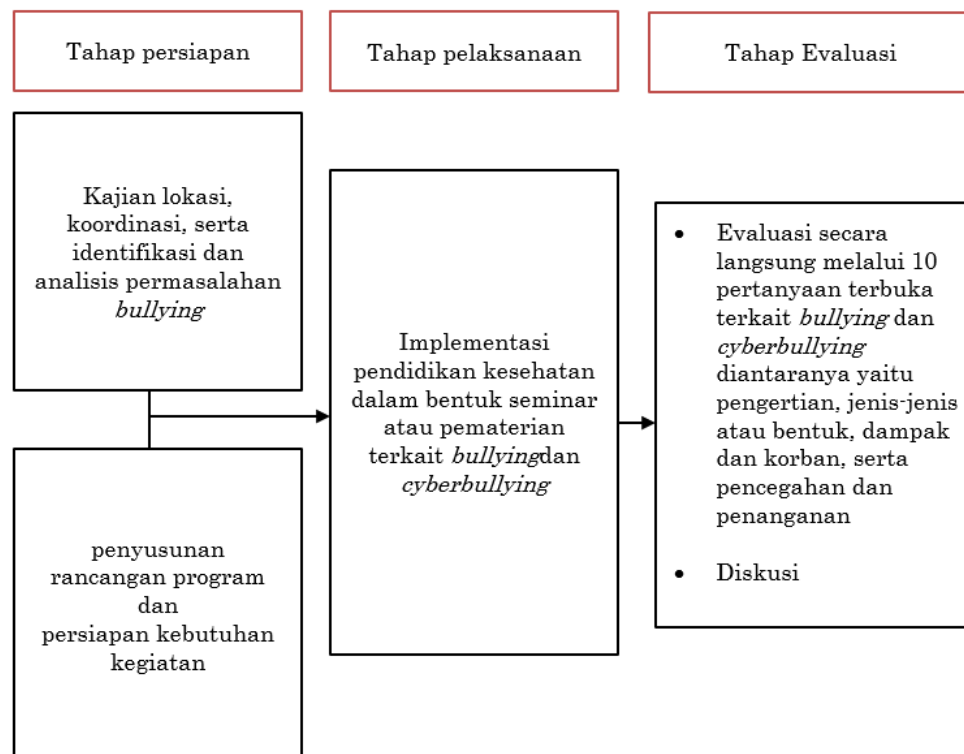 Tahap persiapan
Tahap pelaksanaan
Tahap Evaluasi
Kajian lokasi,
koordinasi, serta
identifikasi dan
analisis permasalahan
bullying
penyusunan
rancangan program
dan
persiapan kebutuhan
kegiatan
Implementasi
pendidikan kesehatan
dalam bentuk seminar
atau pematerian
terkait bullyingdan
cyberbullying
• Evaluasi secara
langsung melalui 10
pertanyaan terbuka
terkait bullying dan
cyberbullying
diantaranya yaitu
pengertian, jenis-jenis
atau bentuk, dampak
dan korban, serta
pencegahan dan
penanganan
• Diskusi